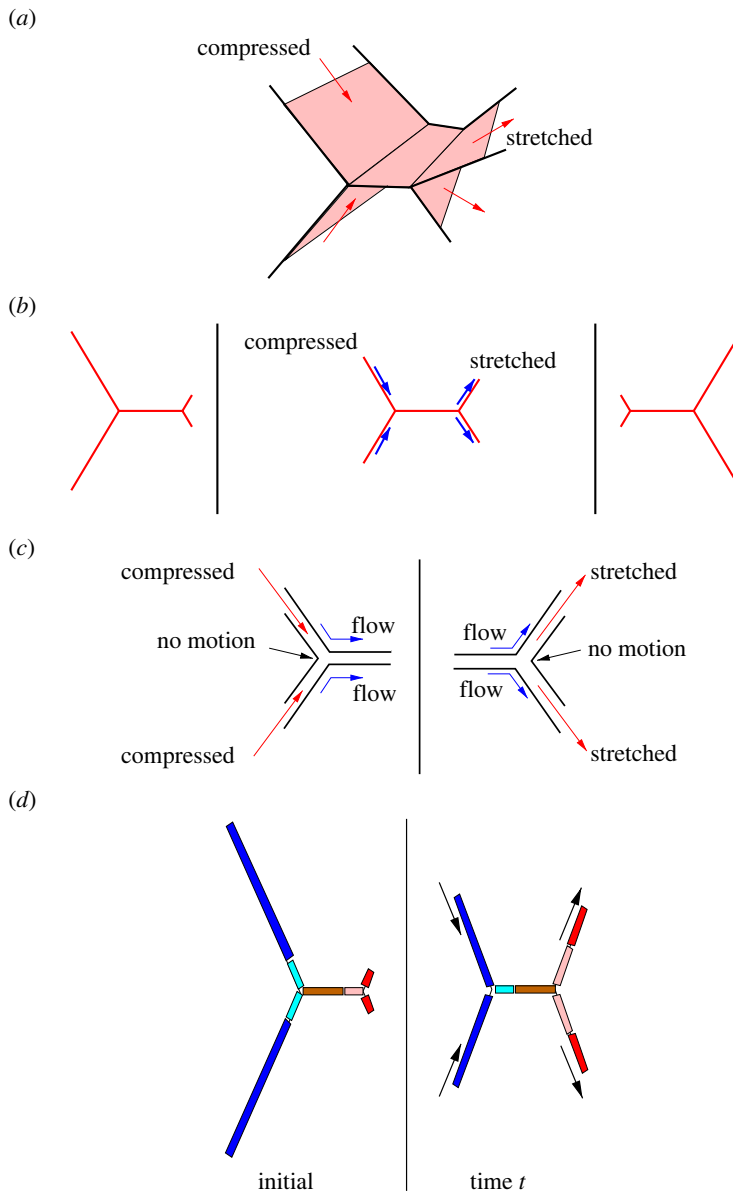 (a)
compressed
stretched
(b)
compressed
stretched
(c)
compressed
stretched
flow
flow
no motion
no motion
flow
flow
compressed
stretched
(d)
initial
time t